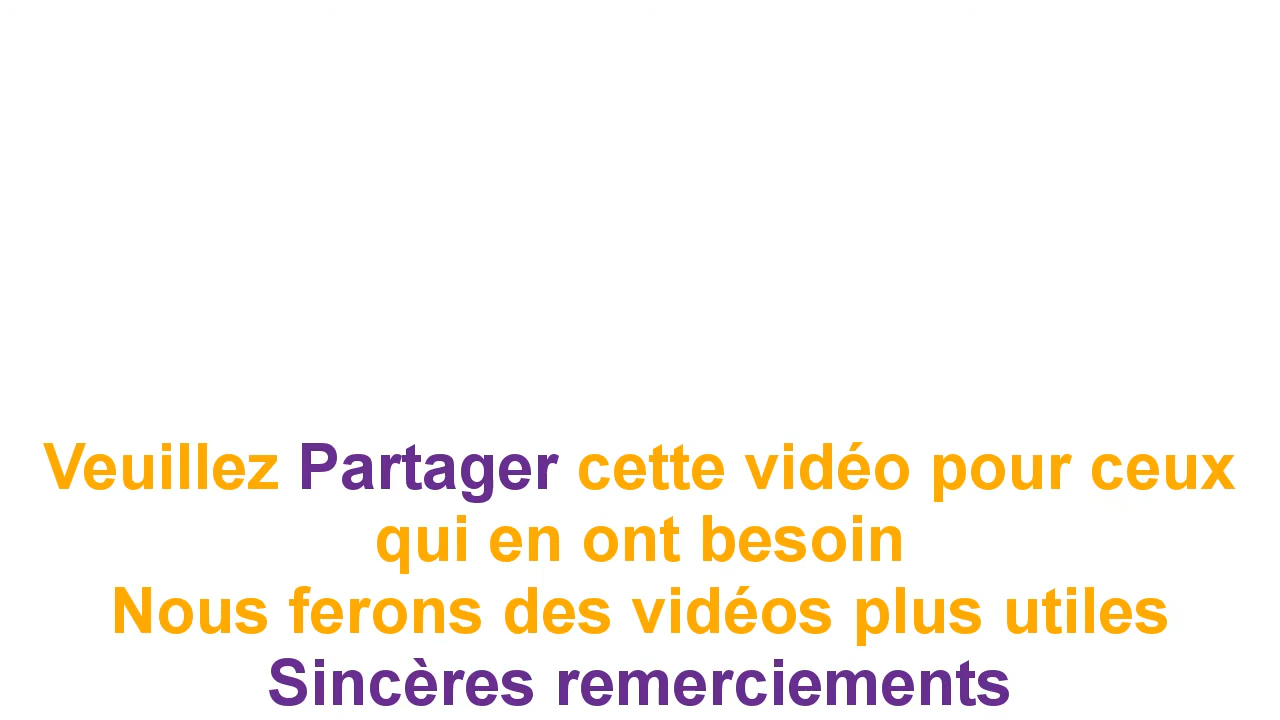 Veuillez Partager cette vidéo pour ceux
qui en ont besoin
Nous ferons des vidéos plus utiles
Sincères remerciements